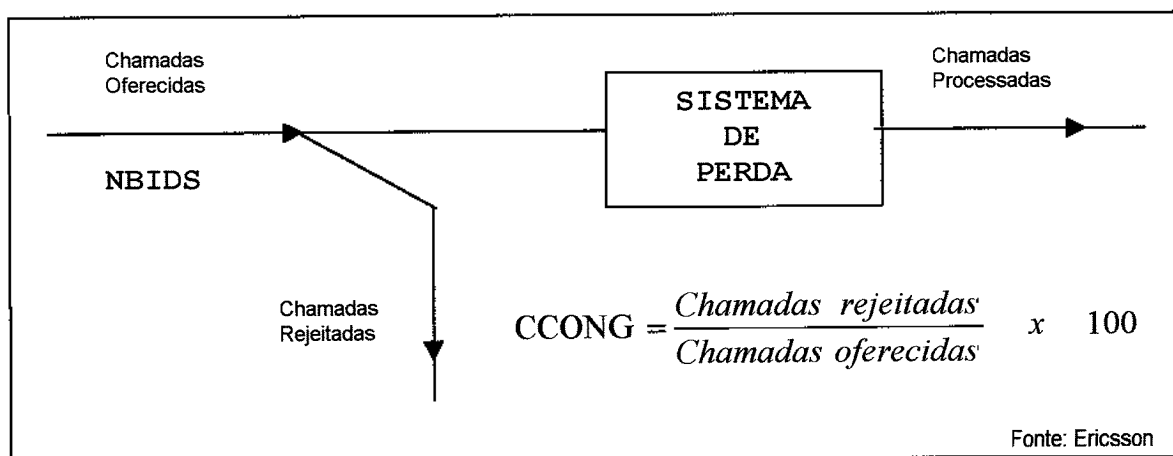 Chamadas
Oferecidas
Chamadas
Processadas
SISTEMA
DE
PERDA
NBIDS
Chamadas
Rejeitadas
CCONG = Chamadas rejeitadas / Chamadas oferecidas x 100
Fonte: Ericsson